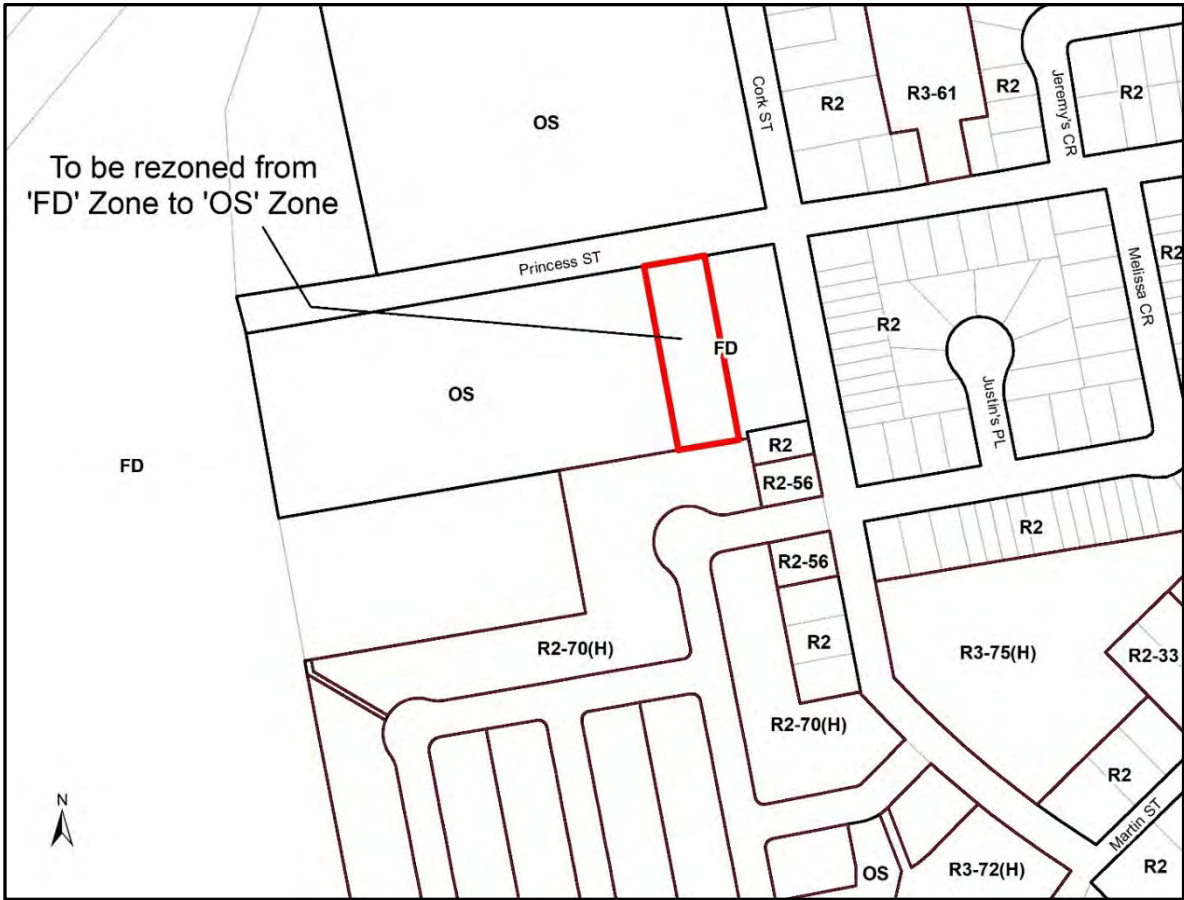 OS
Cork ST
R2
R3-61
R2
Jeremy's CR
R2
To be rezoned from
'FD' Zone to 'OS' Zone
Princess ST
Melissa CR
R2
R2
FD
OS
Justin's PL
FD
R2
R2-56
R2
R2-56
R2
R2-70(H)
R3-75(H)
R2-33
R2-70(H)
R2
Martin ST
N
OS
R3-72(H)
R2